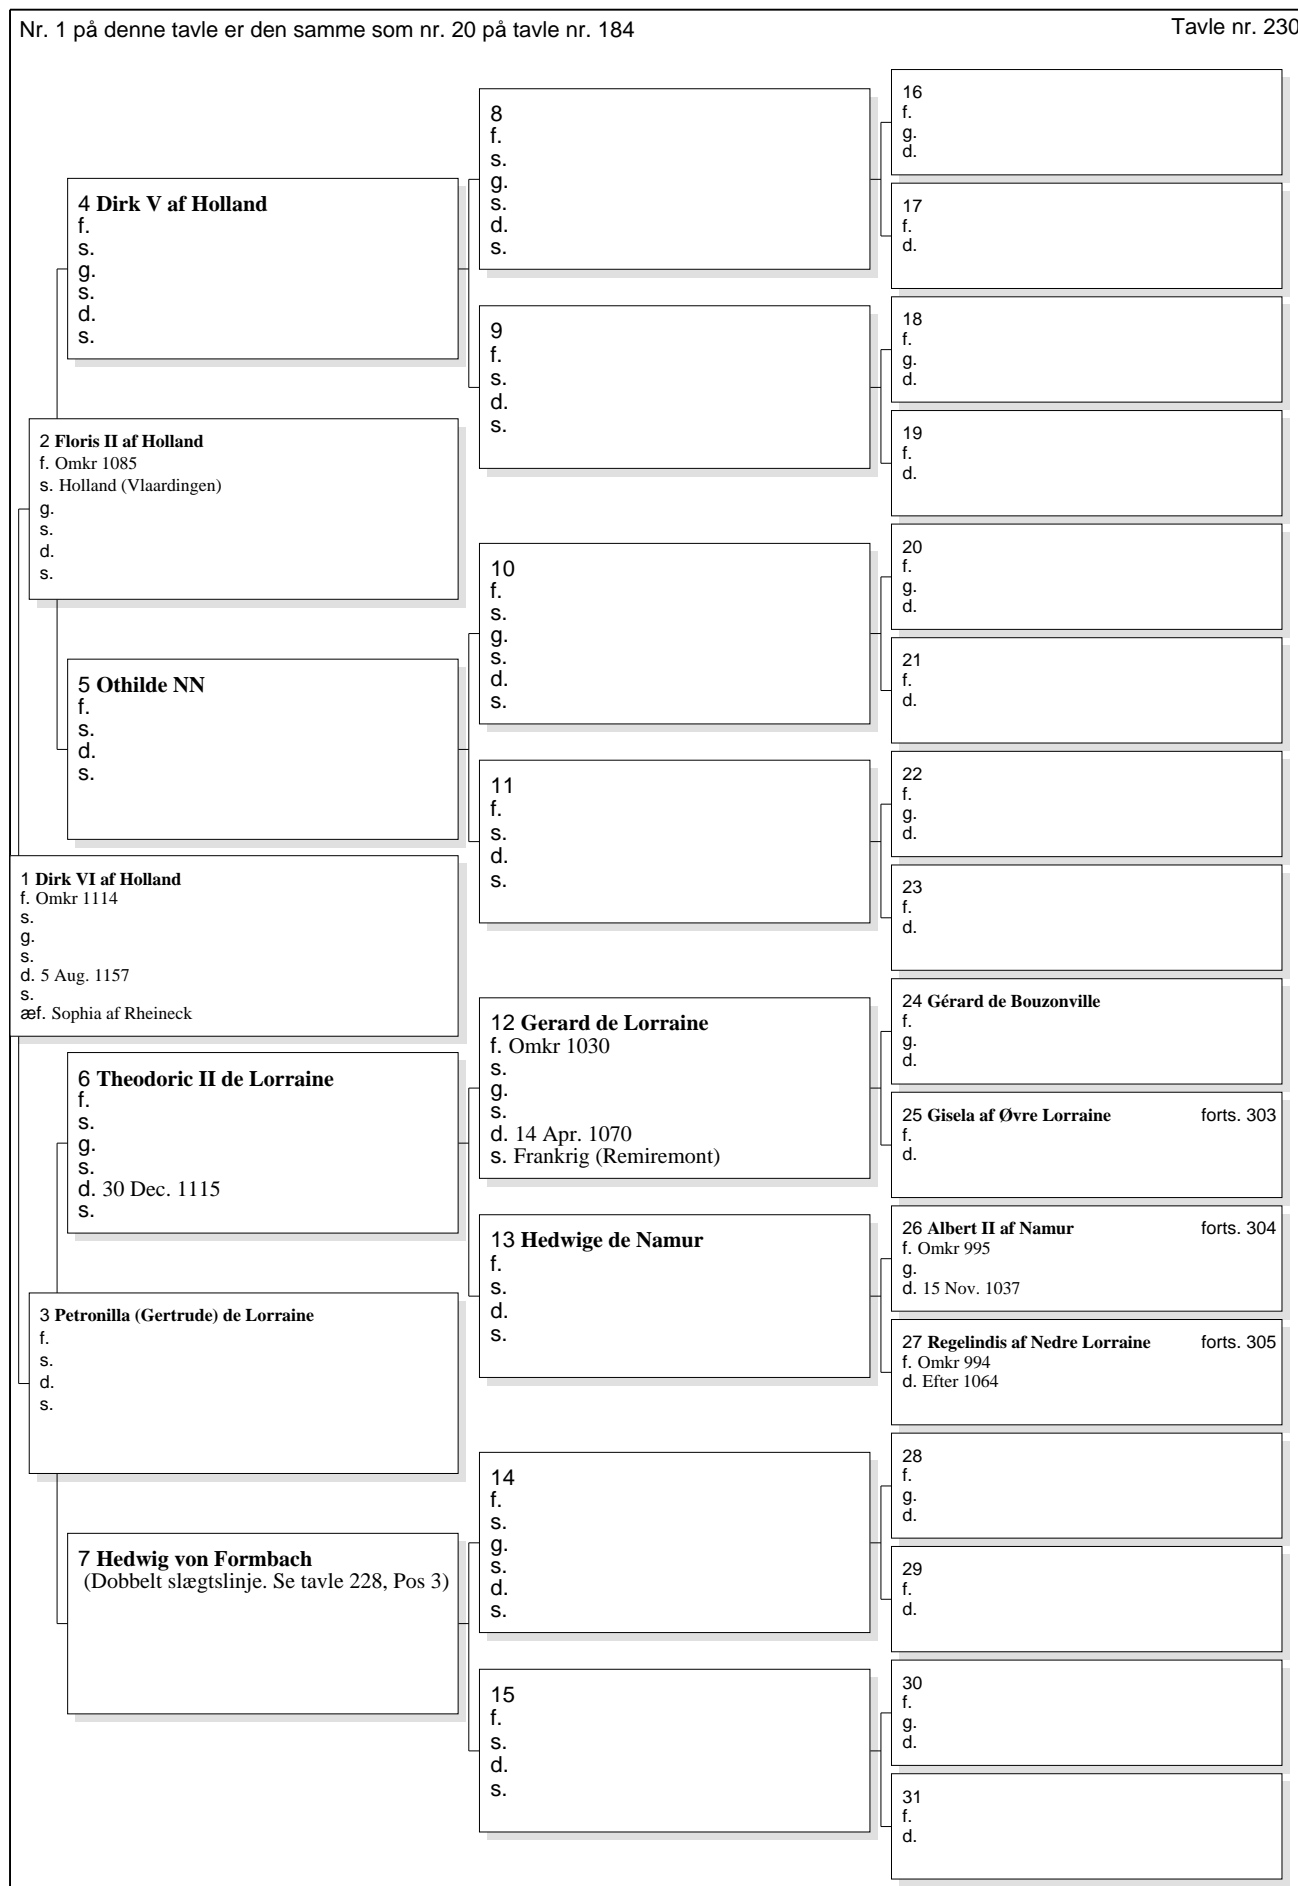 Nr. 1 på denne tavle er den samme som nr. 20 på tavle nr. 184
Tavle nr. 230
1 Dirk VI af Holland
f. Omkr 1114
s.
g.
s.
d. 5 Aug. 1157
s.
æf. Sophia af Rheineck
2 Floris II af Holland
f. Omkr 1085
s. Holland (Vlaardingen)
g.
s.
d.
s.
3 Petronilla (Gertrude) de Lorraine
f.
s.
d.
s.
4 Dirk V af Holland
f.
s.
g.
s.
d.
s.
5 Othilde NN
f.
s.
d.
s.
6 Theodoric II de Lorraine
f.
s.
g.
s.
d. 30 Dec. 1115
s.
7 Hedwig von Formbach
(Dobbelt slægtslinje. Se tavle 228, Pos 3)
8
f.
s.
g.
s.
d.
s.
9
f.
s.
d.
s.
10
f.
s.
g.
s.
d.
s.
11
f.
s.
d.
s.
12 Gerard de Lorraine
f. Omkr 1030
s.
g.
s.
d. 14 Apr. 1070
s. Frankrig (Remiremont)
13 Hedwige de Namur
f.
s.
d.
s.
14
f.
s.
g.
s.
d.
s.
15
f.
s.
d.
s.
16
f.
g.
d.
17
f.
d.
18
f.
g.
d.
19
f.
d.
20
f.
g.
d.
21
f.
d.
22
f.
g.
d.
23
f.
d.
24 Gérard de Bouzonville
f.
g.
d.
25 Gisela af Øvre Lorraine forts. 303
f.
d.
26 Albert II af Namur forts. 304
f. Omkr 995
g.
d. 15 Nov. 1037
27 Regelindis af Nedre Lorraine forts. 305
f. Omkr 994
d. Efter 1064
28
f.
g.
d.
29
f.
d.
30
f.
g.
d.
31
f.
d.